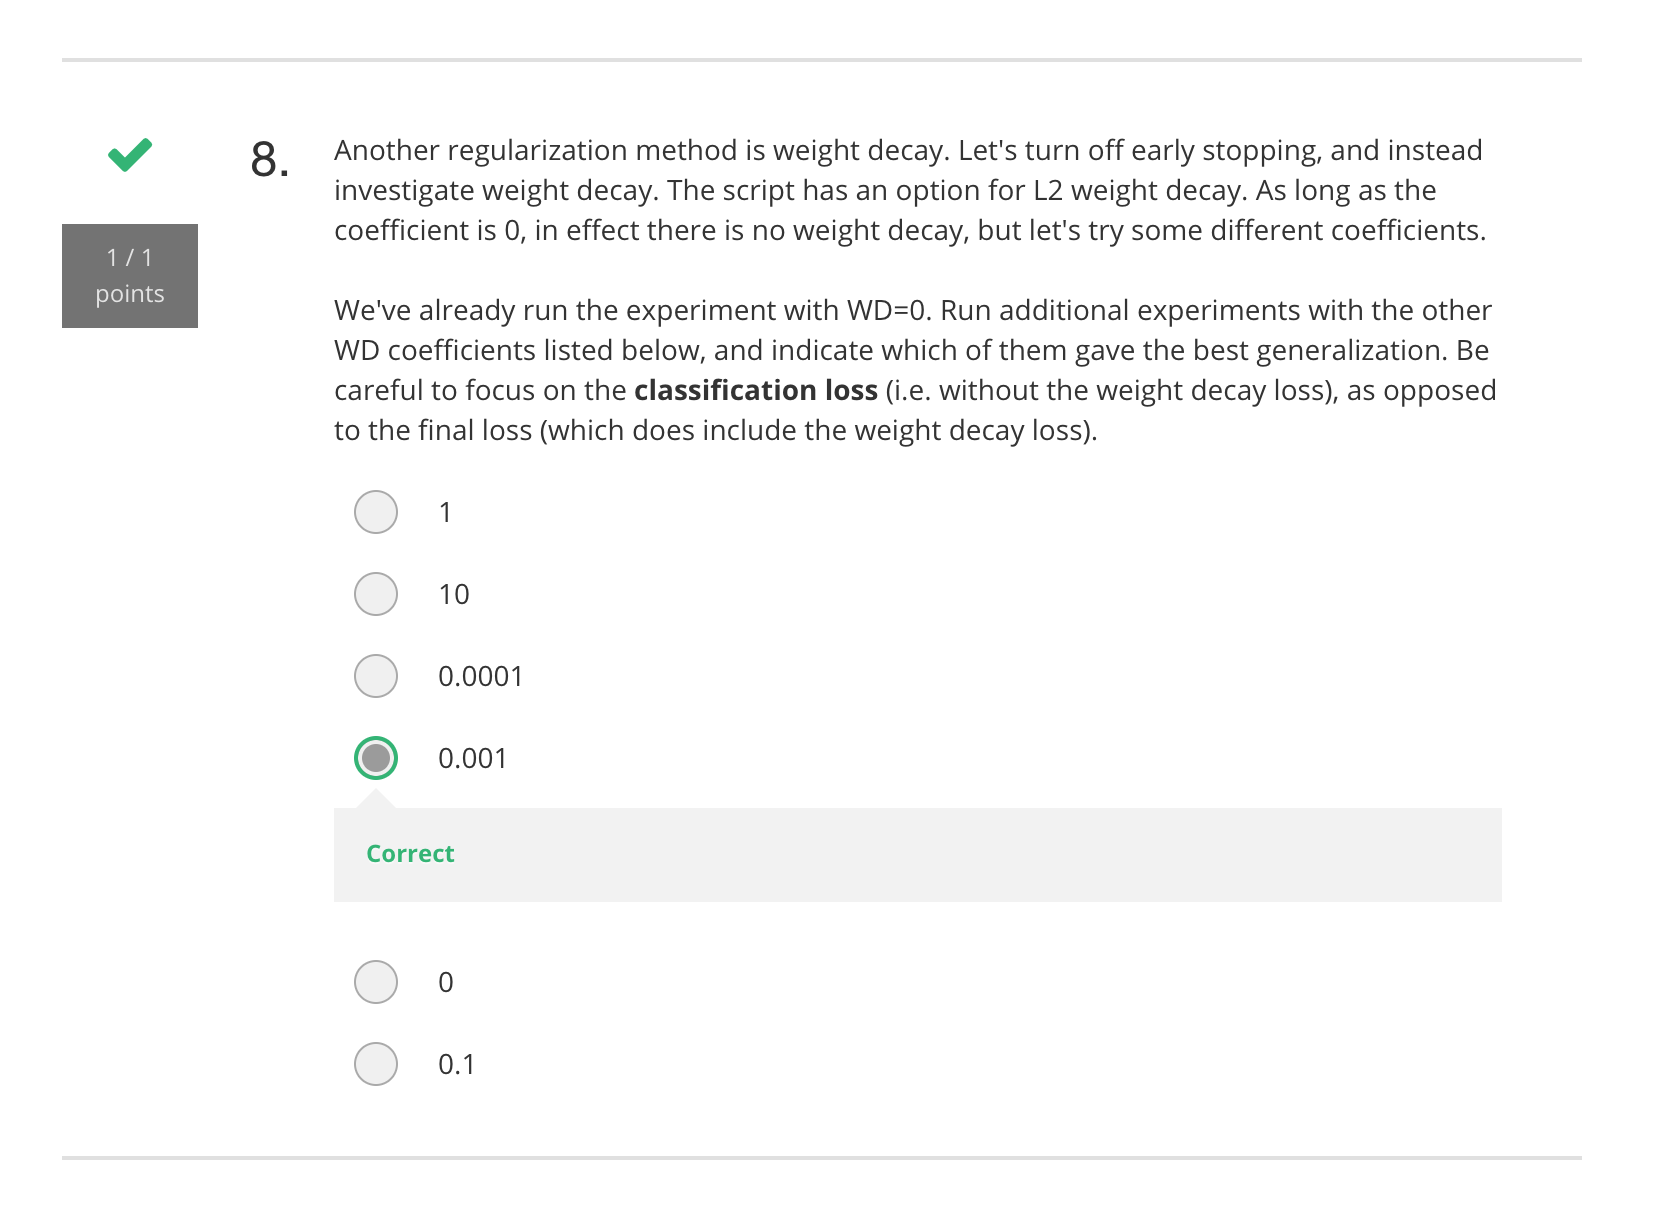 8.
Another regularization method is weight decay. Let's turn off early stopping, and instead
investigate weight decay. The script has an option for L2 weight decay. As long as the
coefficient is 0, in effect there is no weight decay, but let's try some different coefficients.
1 / 1
points
We've already run the experiment with WD=0. Run additional experiments with the other
WD coefficients listed below, and indicate which of them gave the best generalization. Be
careful to focus on the classification loss (i.e. without the weight decay loss), as opposed
to the final loss (which does include the weight decay loss).
1
10
0.0001
0.001
Correct
0
0.1